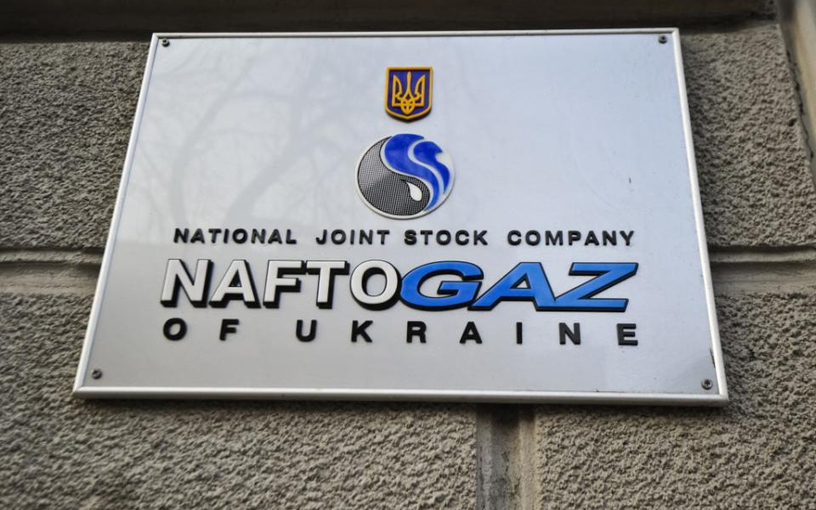 NATIONAL JOINT STOCK COMPANY
NAFTOGAZ
OF UKRAINE